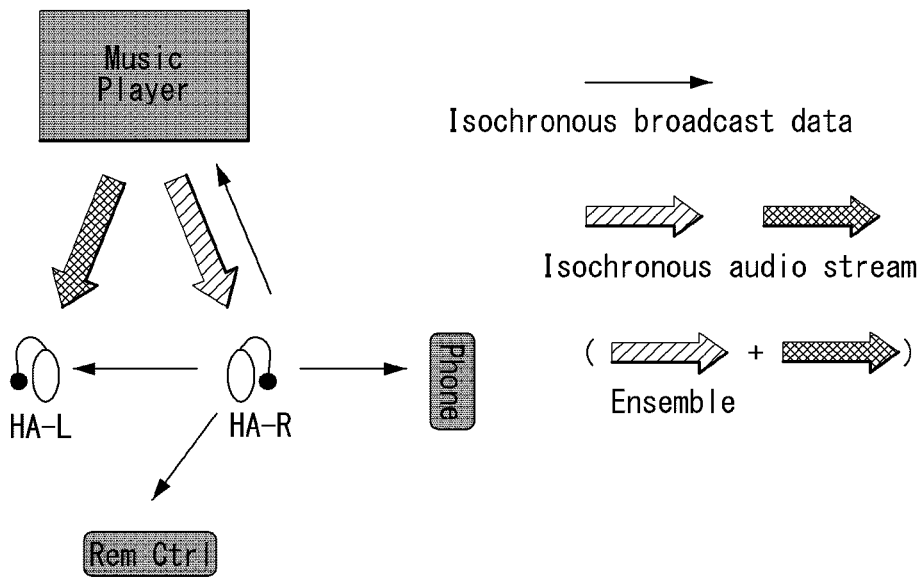 Music
Player
Isochronous broadcast data
Isochronous audio stream
( + )
Ensemble
HA-L
HA-R
Phone
Rem Ctrl